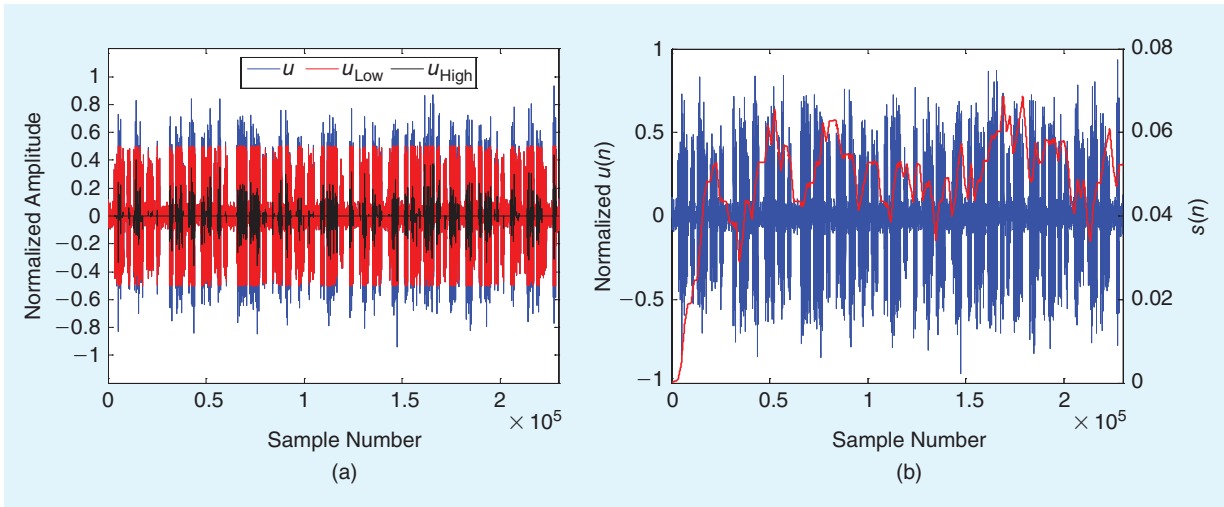 u uLow uHigh
Normalized Amplitude
1
0.8
0.6
0.4
0.2
0
−0.2
−0.4
−0.6
−0.8
−1
0 0.5 1 1.5 2
× 10^5
Sample Number
(a)
Normalized u(n)
1
0.5
0
−0.5
−1
0.08
0.06
0.04
0.02
0
s(n)
0 0.5 1 1.5 2
× 10^5
Sample Number
(b)